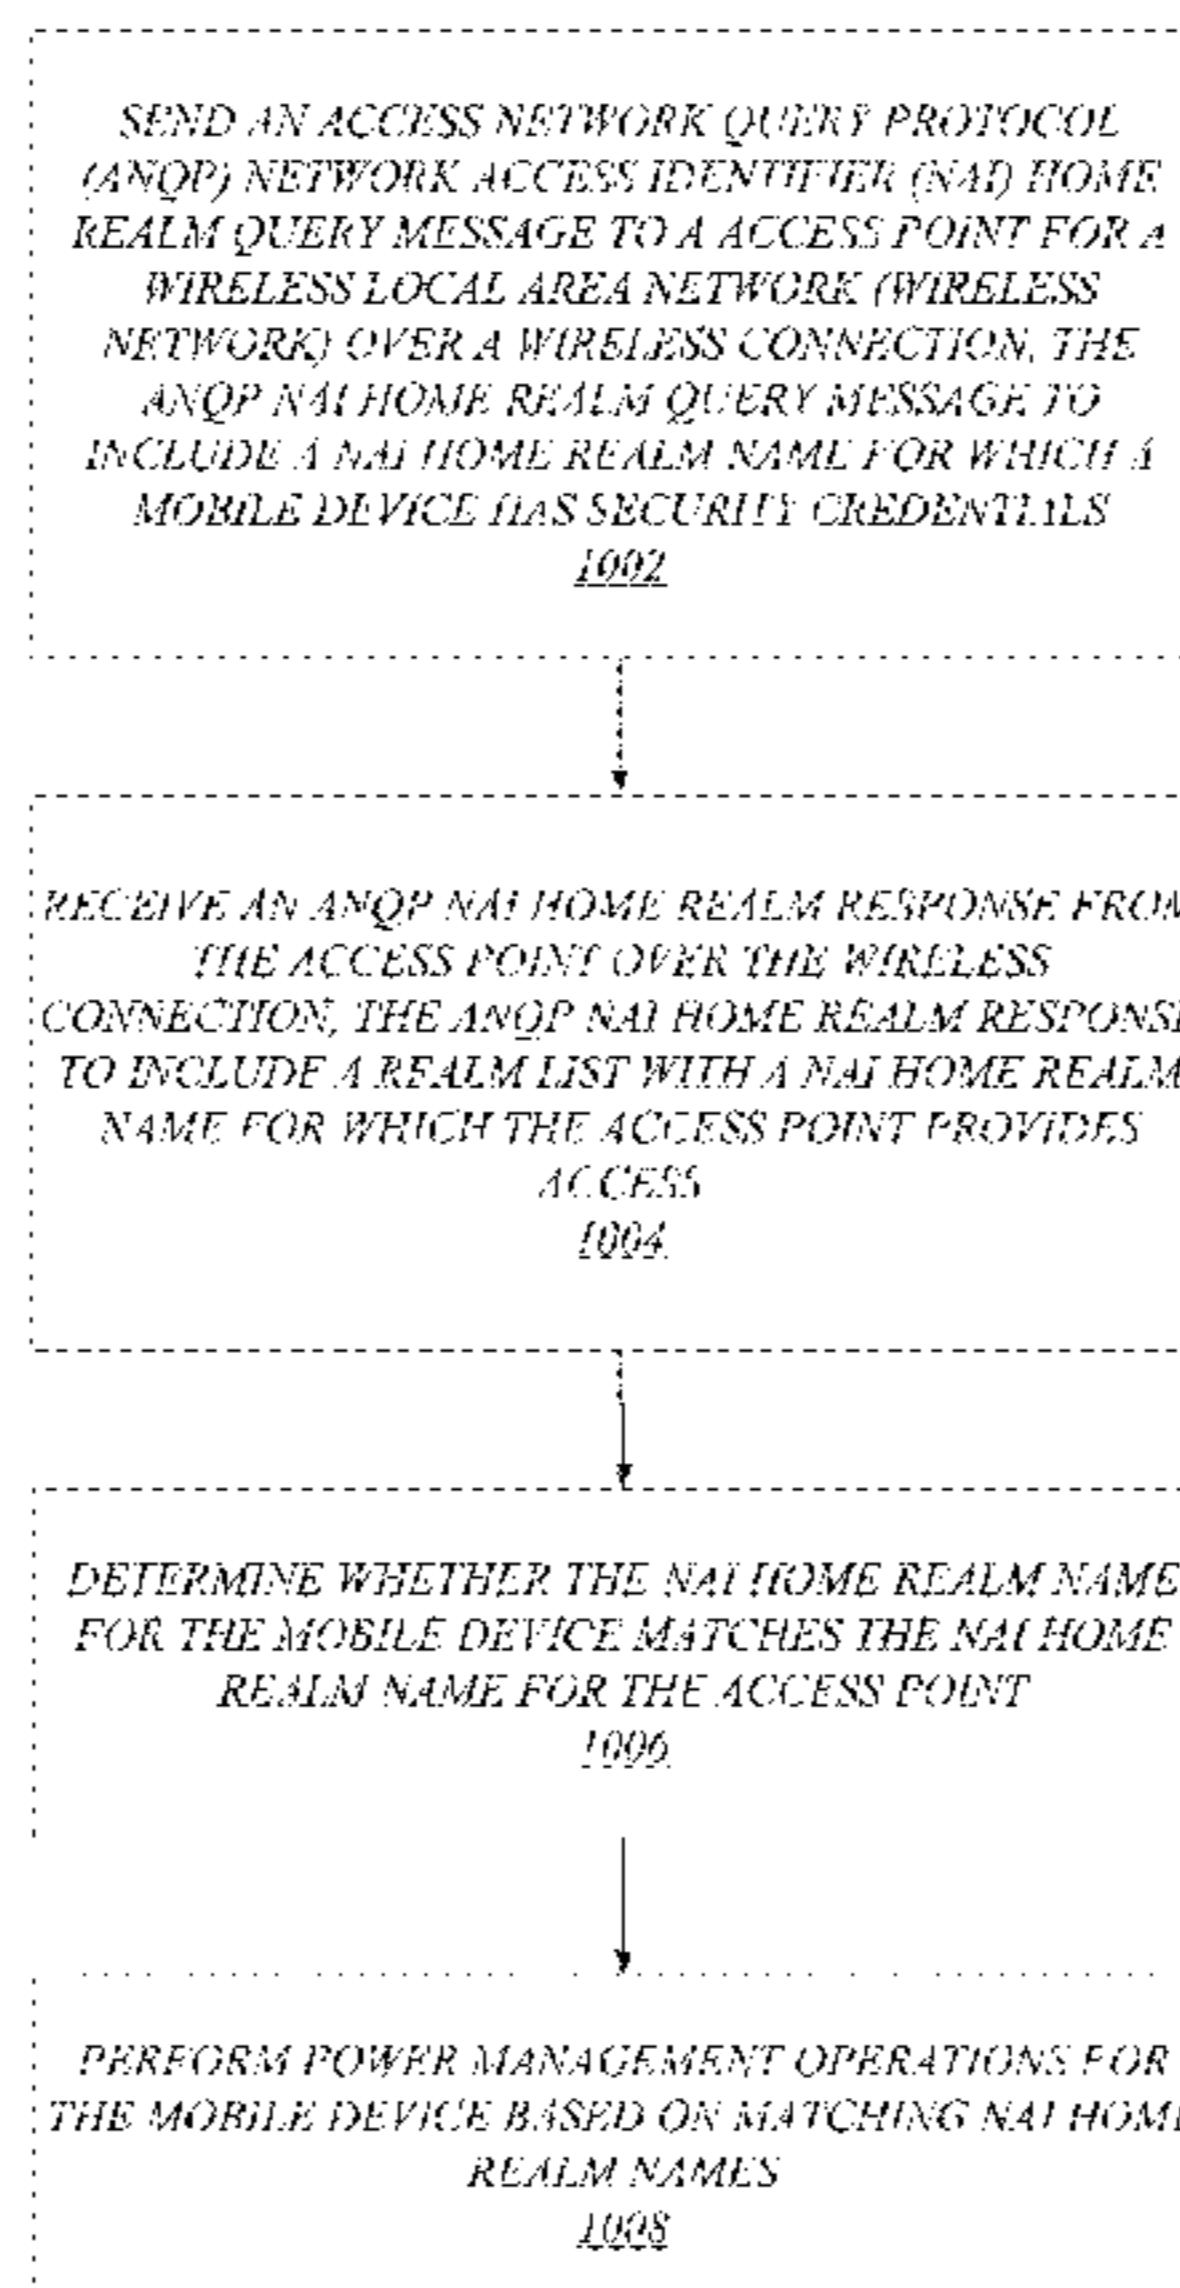 SEND AN ACCESS NETWORK QUERY PROTOCOL
(ANQP) NETWORK ACCESS IDENTIFIER (NAI) HOME
REALM QUERY MESSAGE TO A ACCESS POINT FOR A
WIRELESS LOCAL AREA NETWORK (WIRELESS
NETWORK) OVER A WIRELESS CONNECTION, THE
ANQP NAI HOME REALM QUERY MESSAGE TO
INCLUDE A NAI HOME REALM NAME FOR WHICH A
MOBILE DEVICE HAS SECURITY CREDENTIALS
1002
RECEIVE AN ANQP NAI HOME REALM RESPONSE FROM
THE ACCESS POINT OVER THE WIRELESS
CONNECTION, THE ANQP NAI HOME REALM RESPONSE
TO INCLUDE A REALM LIST WITH A NAI HOME REALM
NAME FOR WHICH THE ACCESS POINT PROVIDES
ACCESS
1004
DETERMINE WHETHER THE NAI HOME REALM NAME
FOR THE MOBILE DEVICE MATCHES THE NAI HOME
REALM NAME FOR THE ACCESS POINT
1006
PERFORM POWER MANAGEMENT OPERATIONS FOR
THE MOBILE DEVICE BASED ON MATCHING NAI HOME
REALM NAMES
1008